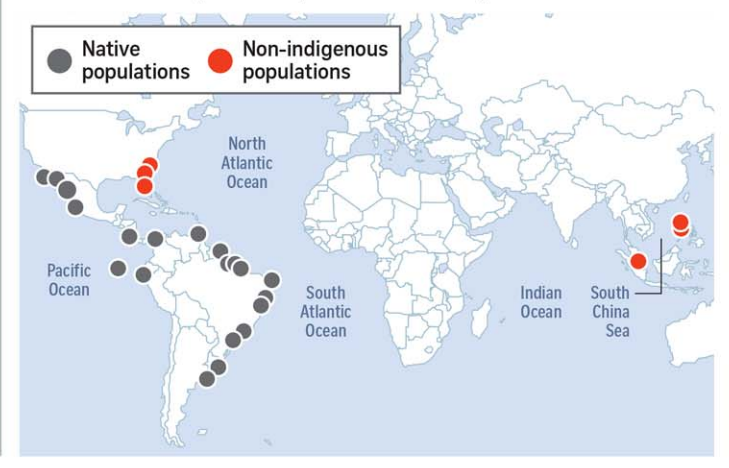 Native
populations
Non-indigenous
populations
North
Atlantic
Ocean
Pacific
Ocean
South
Atlantic
Ocean
Indian
Ocean
South
China
Sea